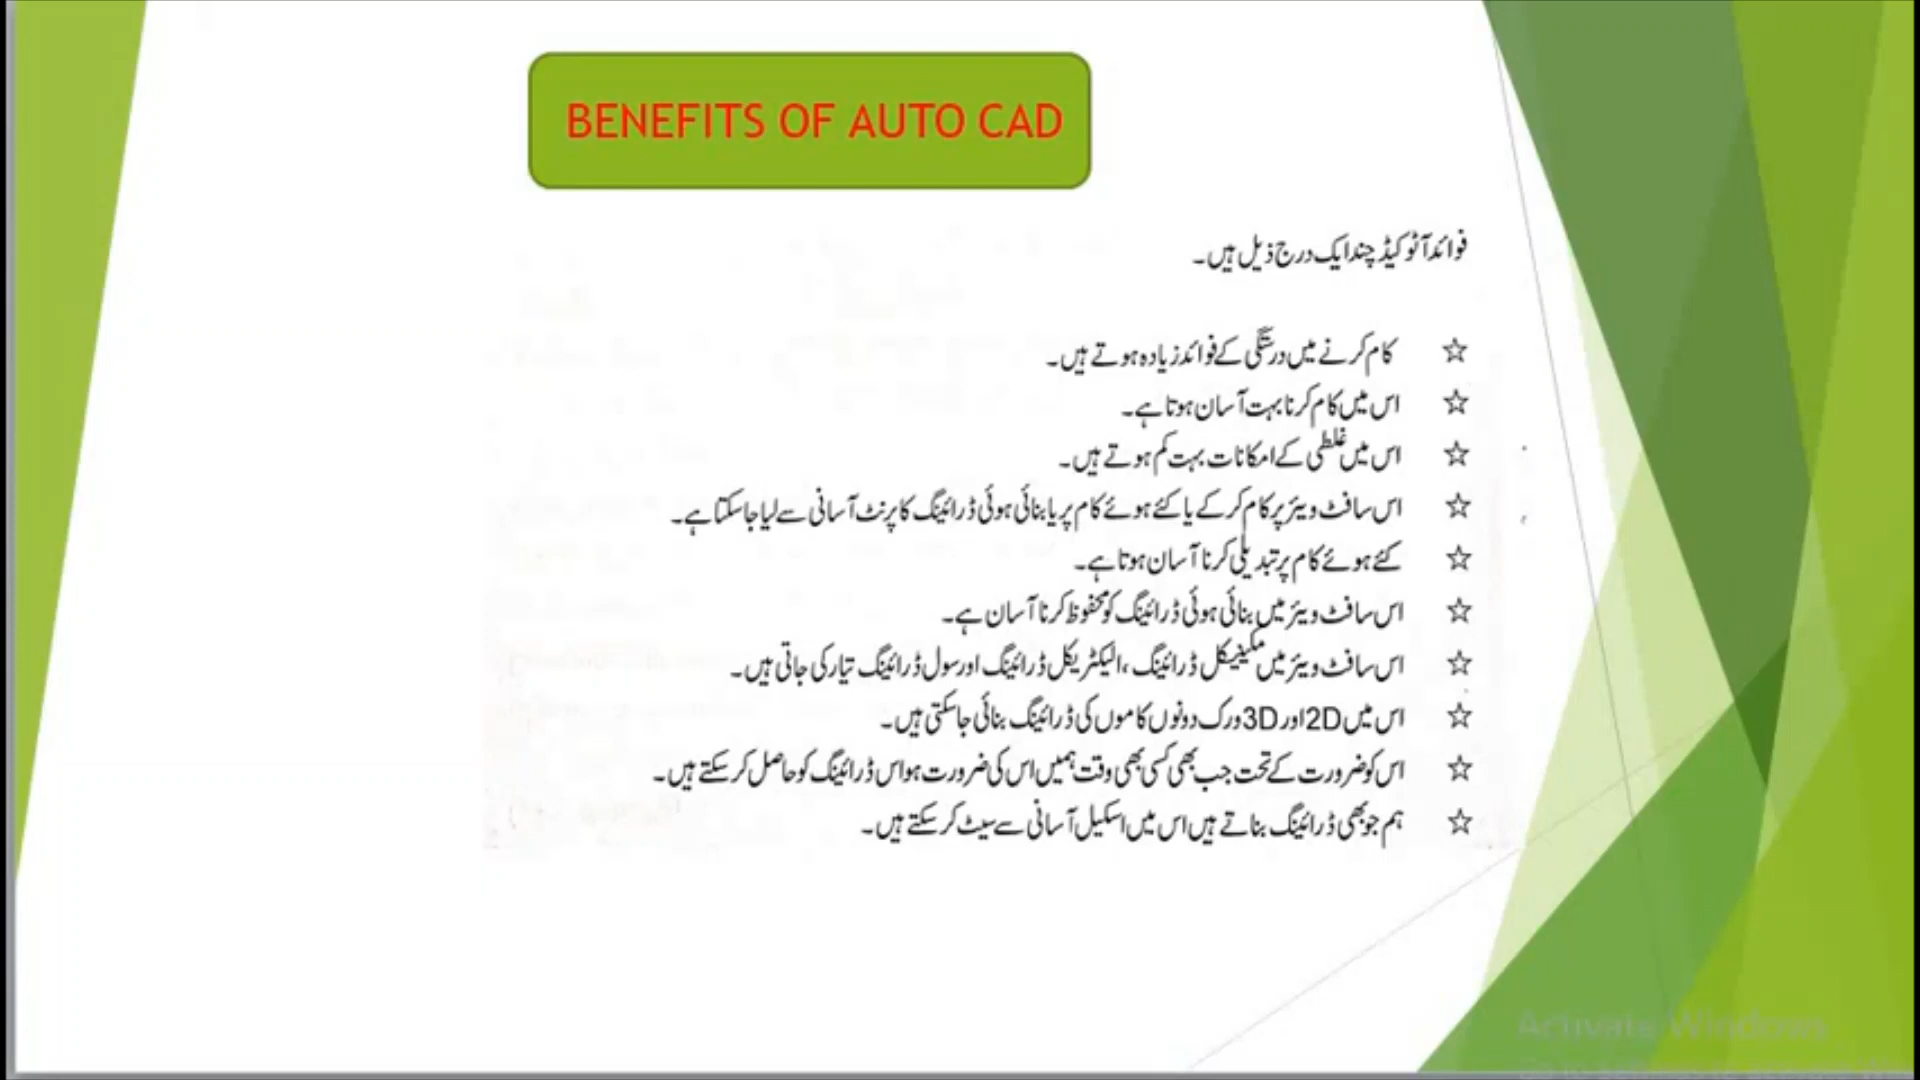 BENEFITS OF AUTO CAD
فوائد آٹو کیڈ چند ایک درج ذیل ہیں۔
☆ کام کرنے میں درستگی کے فوائد زیادہ ہوتے ہیں۔
☆ اس میں کام کرنا بہت آسان ہوتا ہے۔
☆ اس میں غلطی کے امکانات بہت کم ہوتے ہیں۔
☆ اس سافٹ ویئر پر کام کر کے یا کئے ہوئے کام پر یا بنائی ہوئی ڈرائینگ کا پرنٹ آسانی سے لیا جا سکتا ہے۔
☆ کئے ہوئے کام پر تبدیلی کرنا آسان ہوتا ہے۔
☆ اس سافٹ ویئر میں بنائی ہوئی ڈرائینگ کو محفوظ کرنا آسان ہے۔
☆ اس سافٹ ویئر میں مکینیکل ڈرائینگ، الیکٹریکل ڈرائینگ اور سول ڈرائینگ تیار کی جاتی ہیں۔
☆ اس میں 2D اور 3D ورک دونوں کاموں کی ڈرائینگ بنائی جا سکتی ہیں۔
☆ اس کو ضرورت کے تحت جب بھی کسی بھی وقت ہمیں اس کی ضرورت ہو اس ڈرائینگ کو حاصل کر سکتے ہیں۔
☆ ہم جو بھی ڈرائینگ بناتے ہیں اس میں اسکیل آسانی سے سیٹ کر سکتے ہیں۔
Activate Windows